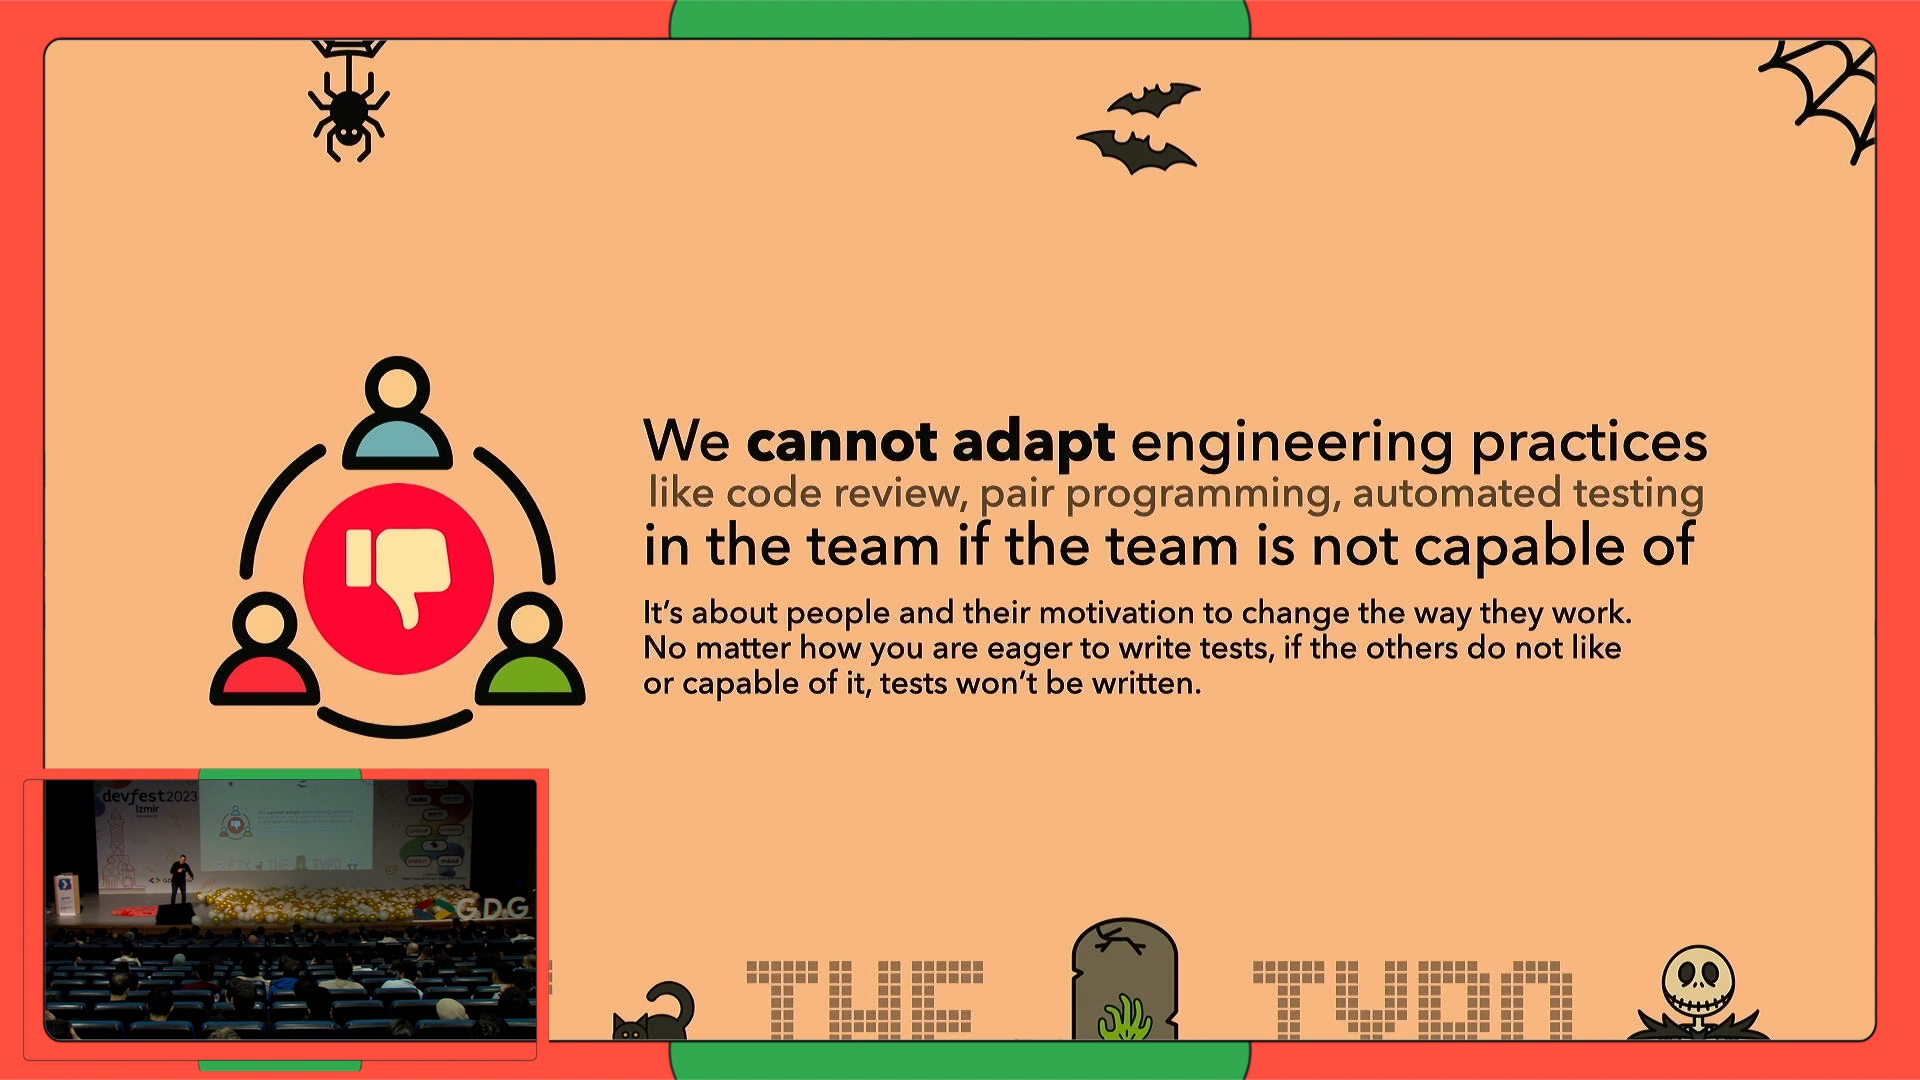 We cannot adapt engineering practices
like code review, pair programming, automated testing
in the team if the team is not capable of
It’s about people and their motivation to change the way they work.
No matter how you are eager to write tests, if the others do not like
or capable of it, tests won’t be written.
devfest2023
Izmir
GDG
THE TYPO